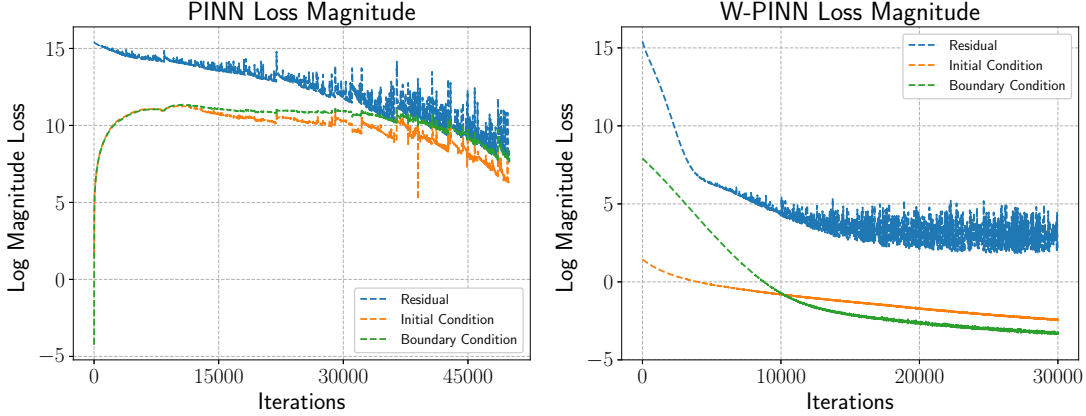 PINN Loss Magnitude
Log Magnitude Loss
15
10
5
0
−5
Residual
Initial Condition
Boundary Condition
0
15000
30000
45000
Iterations
W-PINN Loss Magnitude
Log Magnitude Loss
15
10
5
0
−5
Residual
Initial Condition
Boundary Condition
0
10000
20000
30000
Iterations